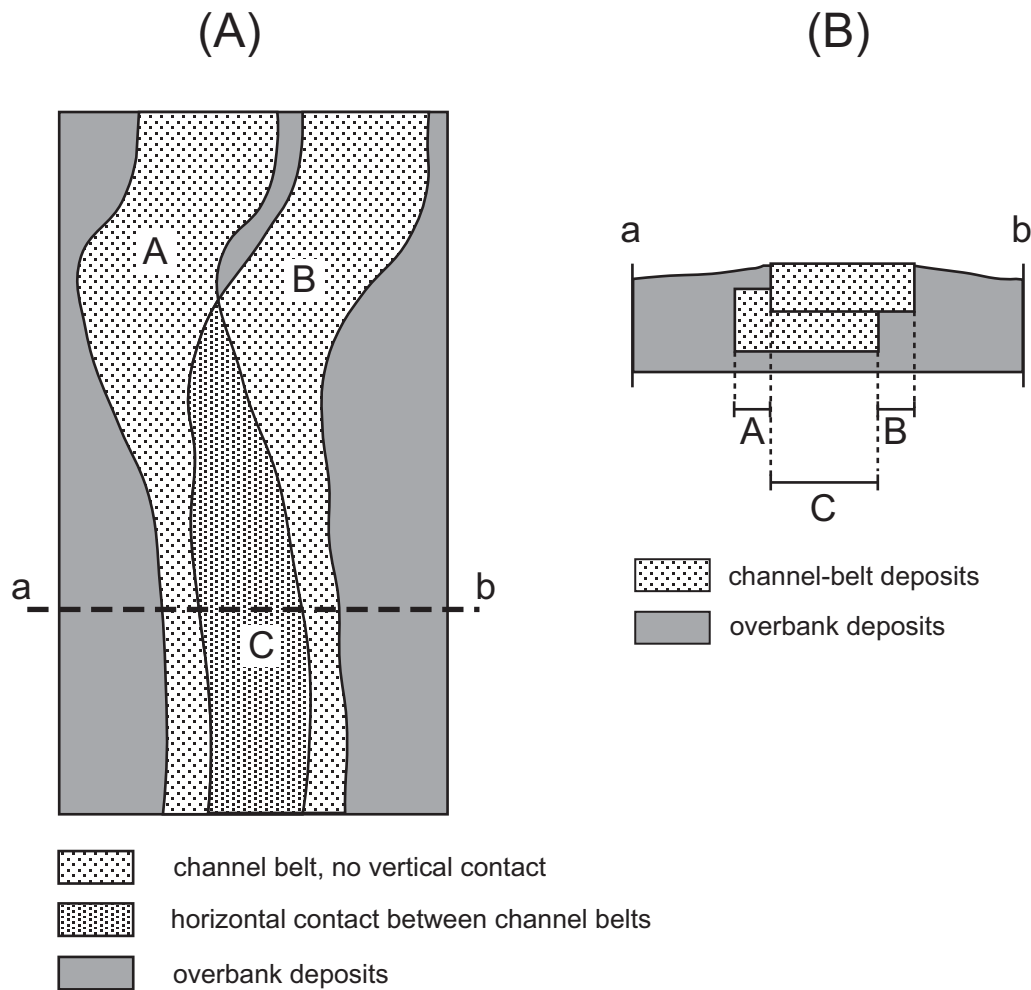 (A)
(B)
A
B
a
b
C
channel belt, no vertical contact
horizontal contact between channel belts
overbank deposits
a
b
A
B
C
channel-belt deposits
overbank deposits